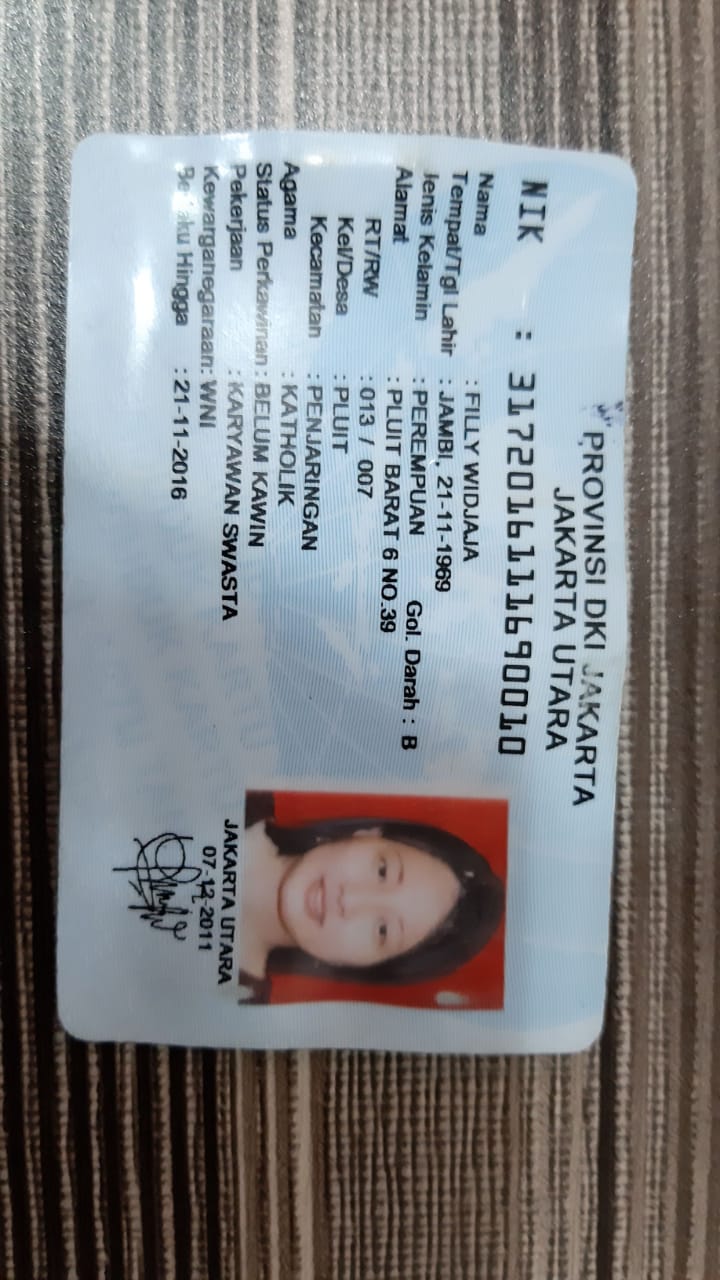 PROVINSI DKI JAKARTA
JAKARTA UTARA
NIK : 3172016111690010
Nama : FILLY WIDJAJA
Tempat/Tgl Lahir : JAMBI, 21-11-1969
Jenis Kelamin : PEREMPUAN Gol. Darah : B
Alamat : PLUIT BARAT 6 NO.39
RT/RW : 013 / 007
Kel/Desa : PLUIT
Kecamatan : PENJARINGAN
Agama : KATHOLIK
Status Perkawinan : BELUM KAWIN
Pekerjaan : KARYAWAN SWASTA
Kewarganegaraan: WNI
Hingga : 21-11-2016
JAKARTA UTARA
07-12-2011